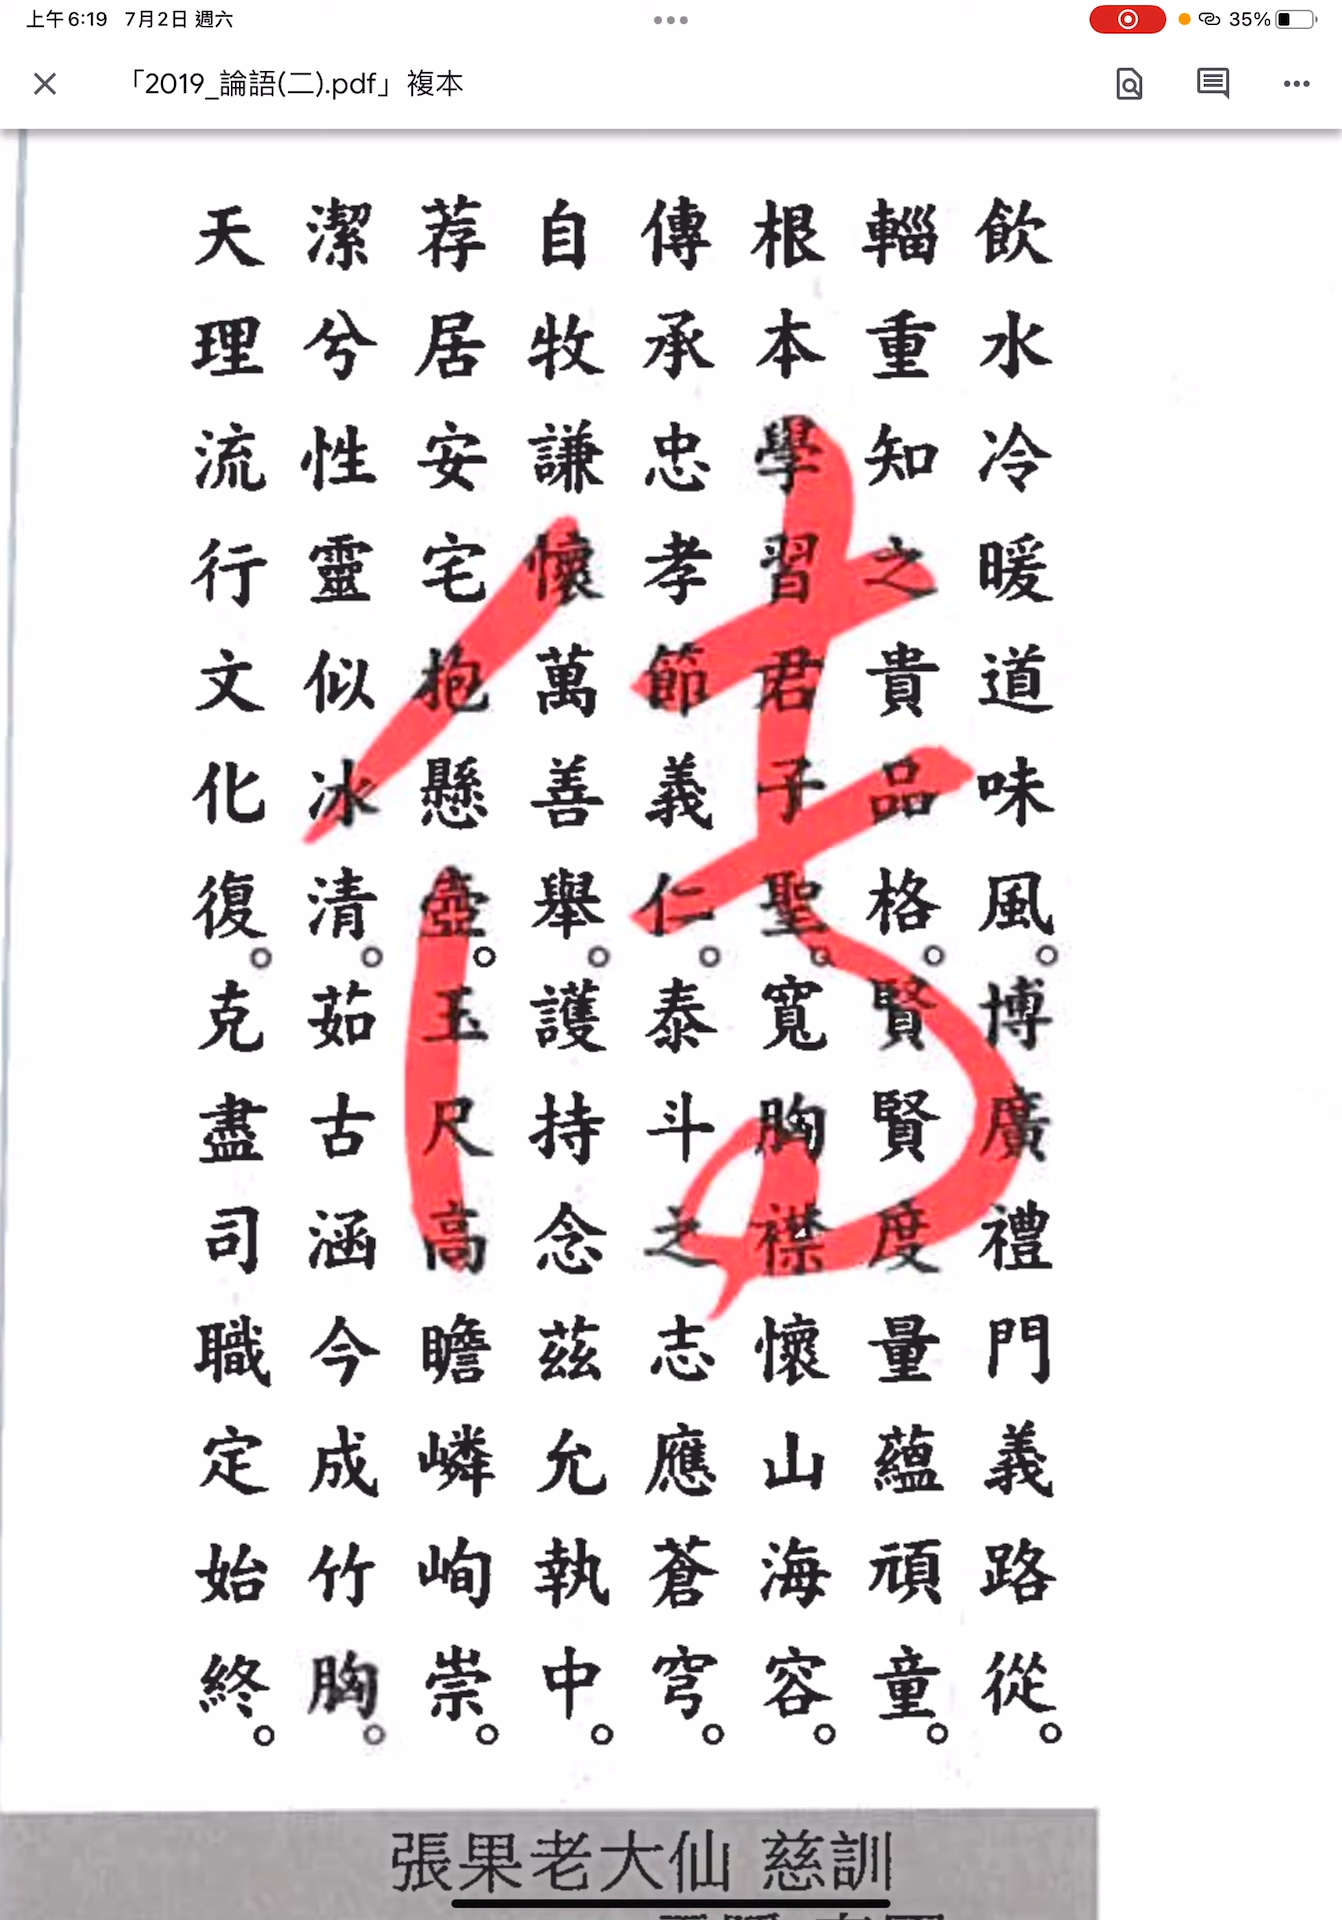 上午6:19 7月2日 週六
35%
「2019_論語(二).pdf」複本
飲水冷暖道味風。博廣禮門義路從。
輜重知之貴品格。賢賢度量蘊頑童。
根本學習君子聖。寬胸襟懷山海容。
傳承忠孝節義仁。泰斗之志應蒼穹。
自牧謙懷萬善舉。護持念茲允執中。
荐居安宅抱懸壺。玉尺高瞻嶙峋崇。
潔兮性靈似冰清。茹古涵今成竹胸。
天理流行文化復。克盡司職定始終。
張果老大仙 慈訓